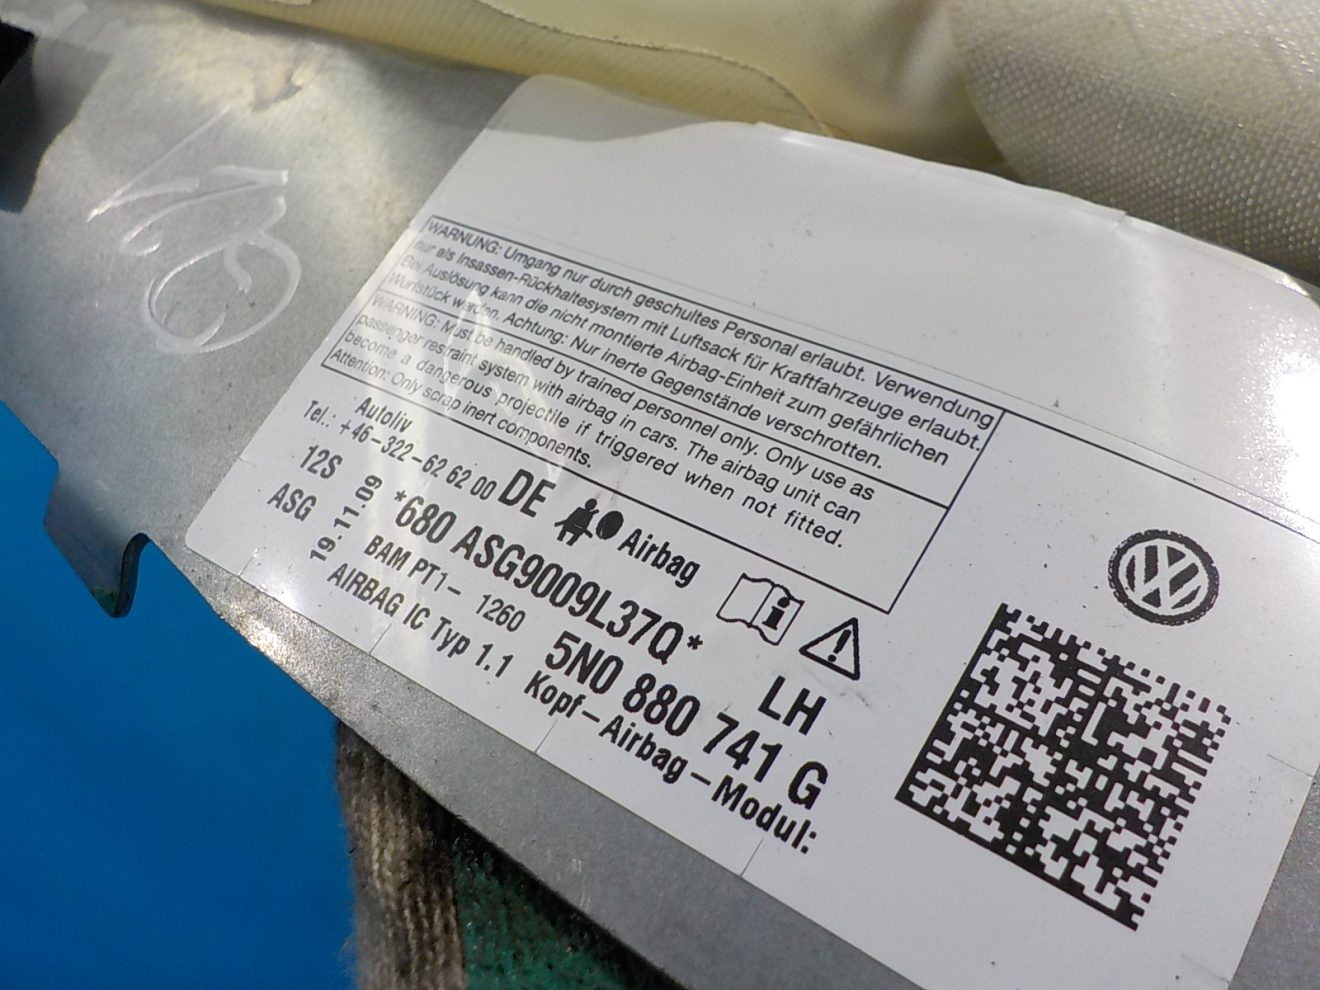 WARNUNG: Umgang nur durch geschultes Personal erlaubt. Verwendung
nur als Insassen-Rückhaltesystem mit Luftsack für Kraftfahrzeuge erlaubt.
Bei Auslösung kann die nicht montierte Airbag-Einheit zum gefährlichen
Wurfstück werden. Achtung: Nur inerte Gegenstände verschrotten.
WARNING: Must be handled by trained personnel only. Only use as
passenger restraint system with airbag in cars. The airbag unit can
become a dangerous projectile if triggered when not fitted.
Attention: Only scrap inert components.
Autoliv
Tel.: +46-322-62 62 00 DE Airbag
12S
ASG
19.11.09
*680 ASG9009L37Q*
BAM PT1- 1260
AIRBAG IC Typ 1.1
LH
5N0 880 741 G
Kopf-Airbag-Modul: